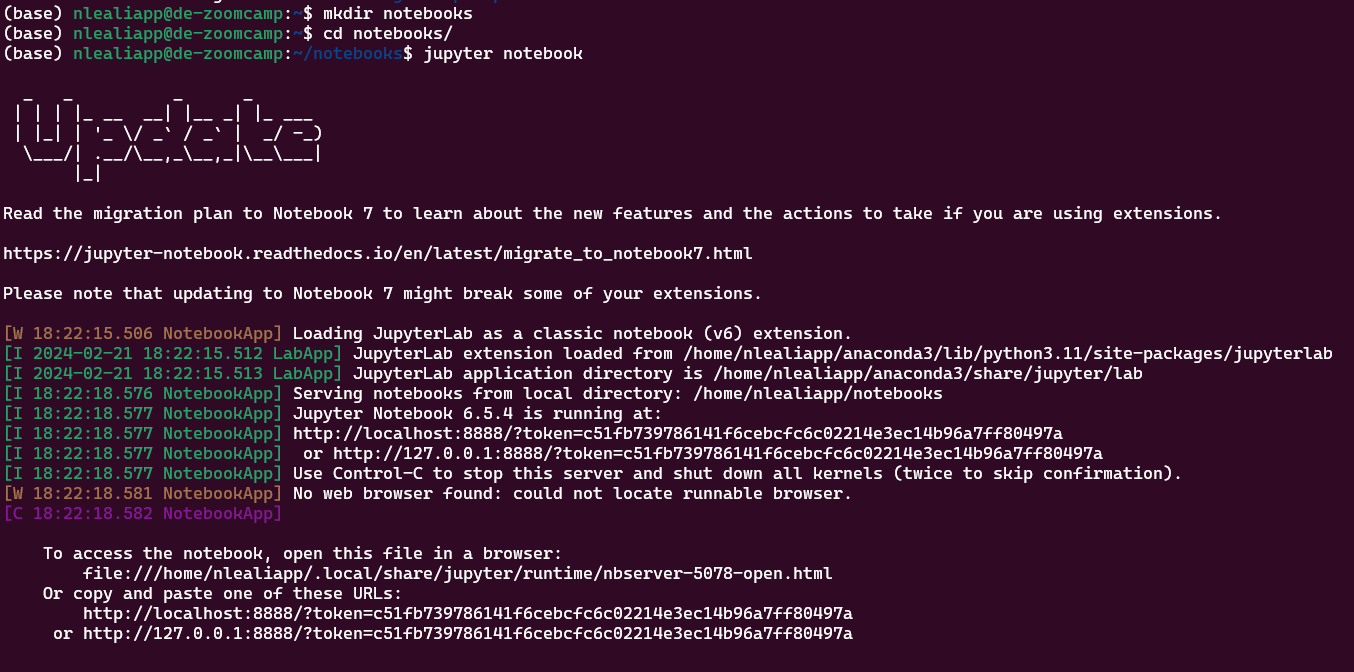 (base) nlealiapp@de-zoomcamp:~$ mkdir notebooks
(base) nlealiapp@de-zoomcamp:~$ cd notebooks/
(base) nlealiapp@de-zoomcamp:~/notebooks$ jupyter notebook
  _   _          _      _
 | | | |_ __  __| |__ _| |_ ___
 | |_| | '_ \/ _` / _` |  _/ -_)
  \___/| .__/\__,_\__,_|\__\___|
       |_|
Read the migration plan to Notebook 7 to learn about the new features and the actions to take if you are using extensions.
https://jupyter-notebook.readthedocs.io/en/latest/migrate_to_notebook7.html
Please note that updating to Notebook 7 might break some of your extensions.
[W 18:22:15.506 NotebookApp] Loading JupyterLab as a classic notebook (v6) extension.
[I 2024-02-21 18:22:15.512 LabApp] JupyterLab extension loaded from /home/nlealiapp/anaconda3/lib/python3.11/site-packages/jupyterlab
[I 2024-02-21 18:22:15.513 LabApp] JupyterLab application directory is /home/nlealiapp/anaconda3/share/jupyter/lab
[I 18:22:18.576 NotebookApp] Serving notebooks from local directory: /home/nlealiapp/notebooks
[I 18:22:18.577 NotebookApp] Jupyter Notebook 6.5.4 is running at:
[I 18:22:18.577 NotebookApp] http://localhost:8888/?token=c51fb739786141f6cebcfc6c02214e3ec14b96a7ff80497a
[I 18:22:18.577 NotebookApp]  or http://127.0.0.1:8888/?token=c51fb739786141f6cebcfc6c02214e3ec14b96a7ff80497a
[I 18:22:18.577 NotebookApp] Use Control-C to stop this server and shut down all kernels (twice to skip confirmation).
[W 18:22:18.581 NotebookApp] No web browser found: could not locate runnable browser.
[C 18:22:18.582 NotebookApp]
    To access the notebook, open this file in a browser:
        file:///home/nlealiapp/.local/share/jupyter/runtime/nbserver-5078-open.html
    Or copy and paste one of these URLs:
        http://localhost:8888/?token=c51fb739786141f6cebcfc6c02214e3ec14b96a7ff80497a
     or http://127.0.0.1:8888/?token=c51fb739786141f6cebcfc6c02214e3ec14b96a7ff80497a